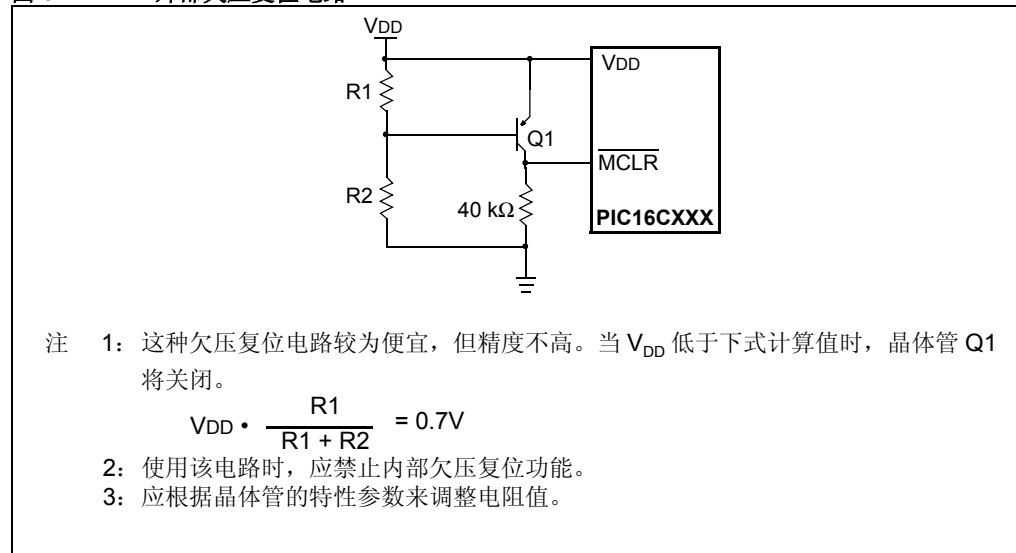 VDD
VDD
R1
Q1
MCLR
R2
40 kΩ
PIC16CXXX
注 1：这种欠压复位电路较为便宜，但精度不高。当 VDD 低于下式计算值时，晶体管 Q1
将关闭。
VDD • R1 / R1 + R2 = 0.7V
2：使用该电路时，应禁止内部欠压复位功能。
3：应根据晶体管的特性参数来调整电阻值。